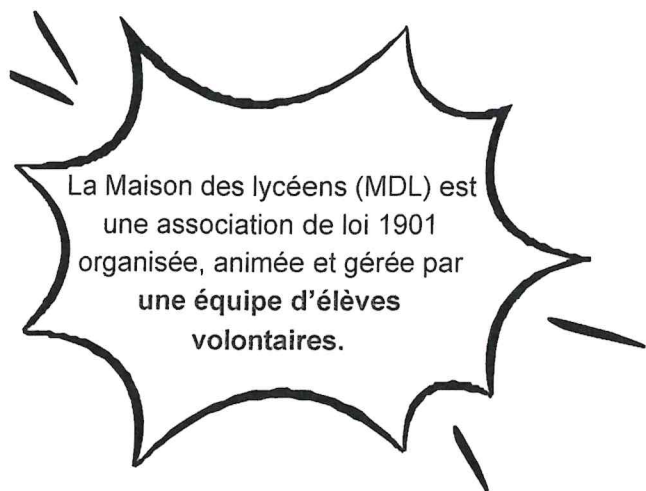 La Maison des lycéens (MDL) est
une association de loi 1901
organisée, animée et gérée par
une équipe d'élèves
volontaires.